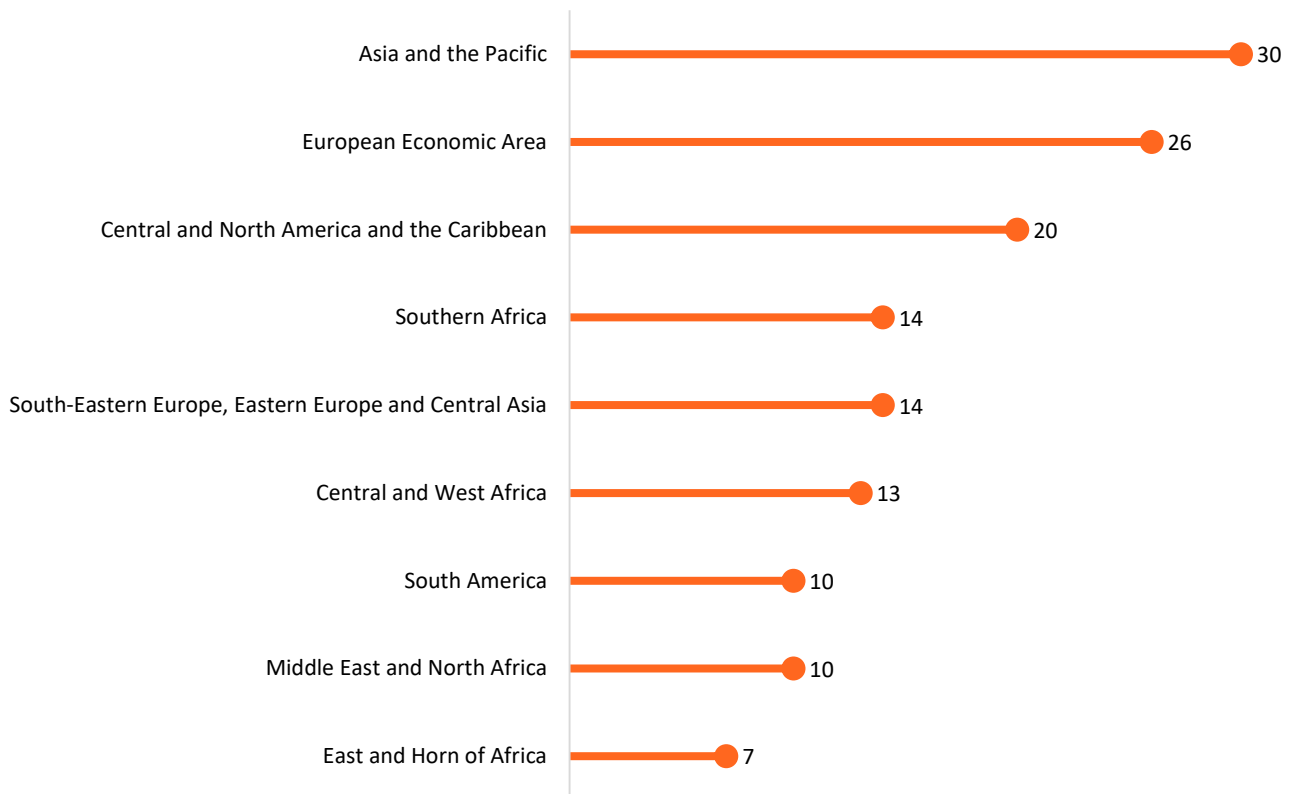 Asia and the Pacific 30
European Economic Area 26
Central and North America and the Caribbean 20
Southern Africa 14
South-Eastern Europe, Eastern Europe and Central Asia 14
Central and West Africa 13
South America 10
Middle East and North Africa 10
East and Horn of Africa 7